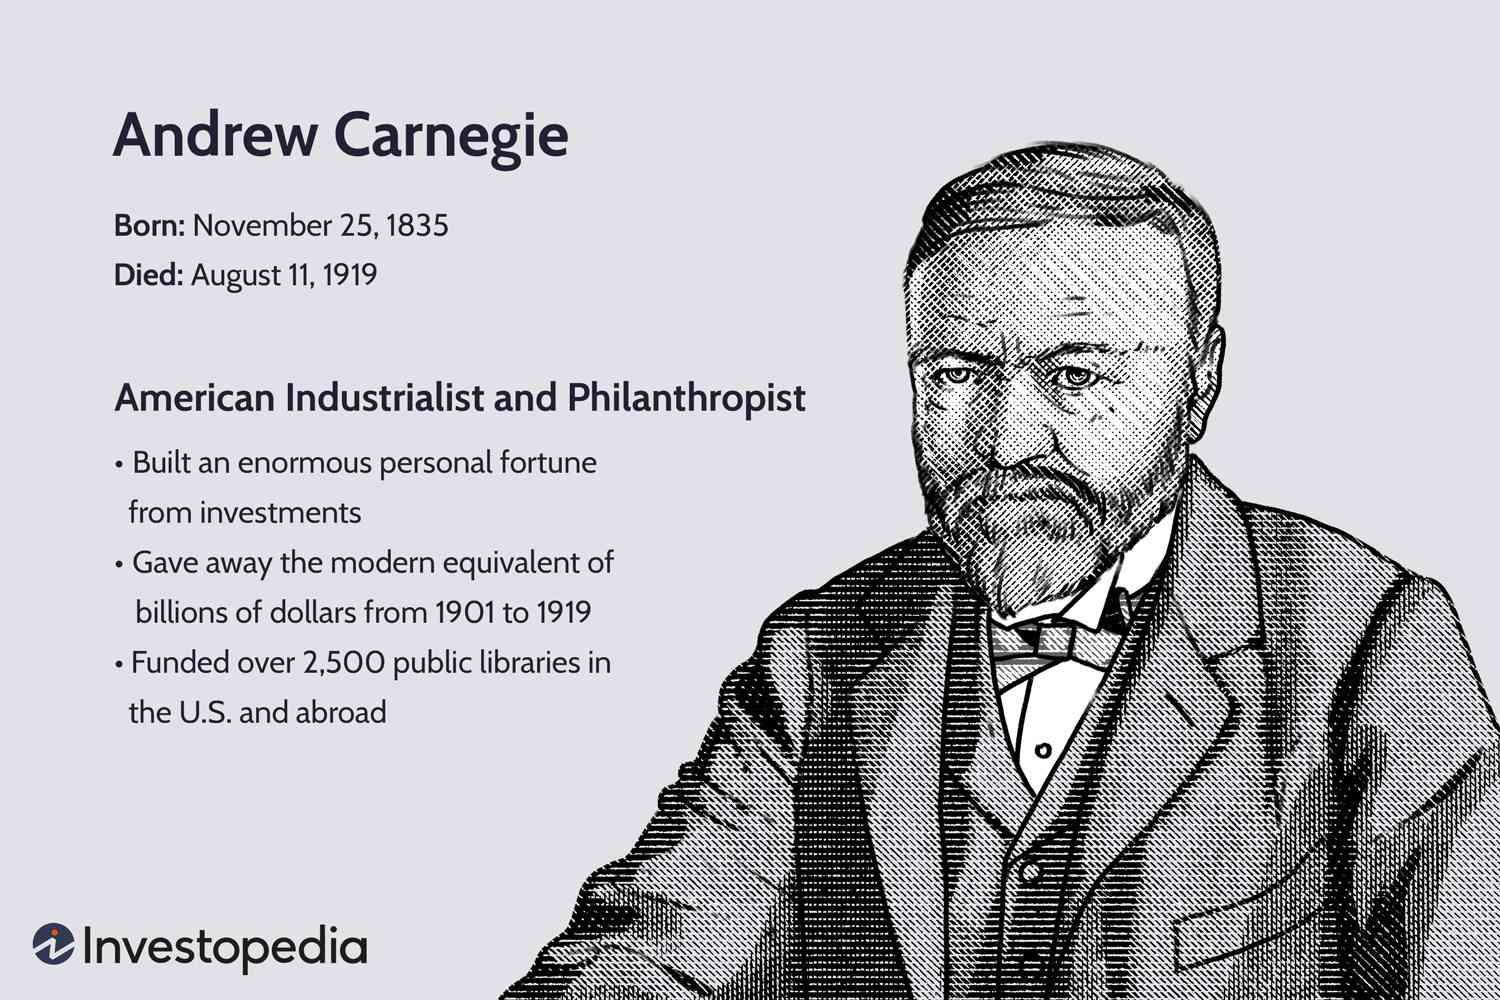 Andrew Carnegie
Born: November 25, 1835
Died: August 11, 1919
American Industrialist and Philanthropist
• Built an enormous personal fortune
from investments
• Gave away the modern equivalent of
billions of dollars from 1901 to 1919
• Funded over 2,500 public libraries in
the U.S. and abroad
Investopedia